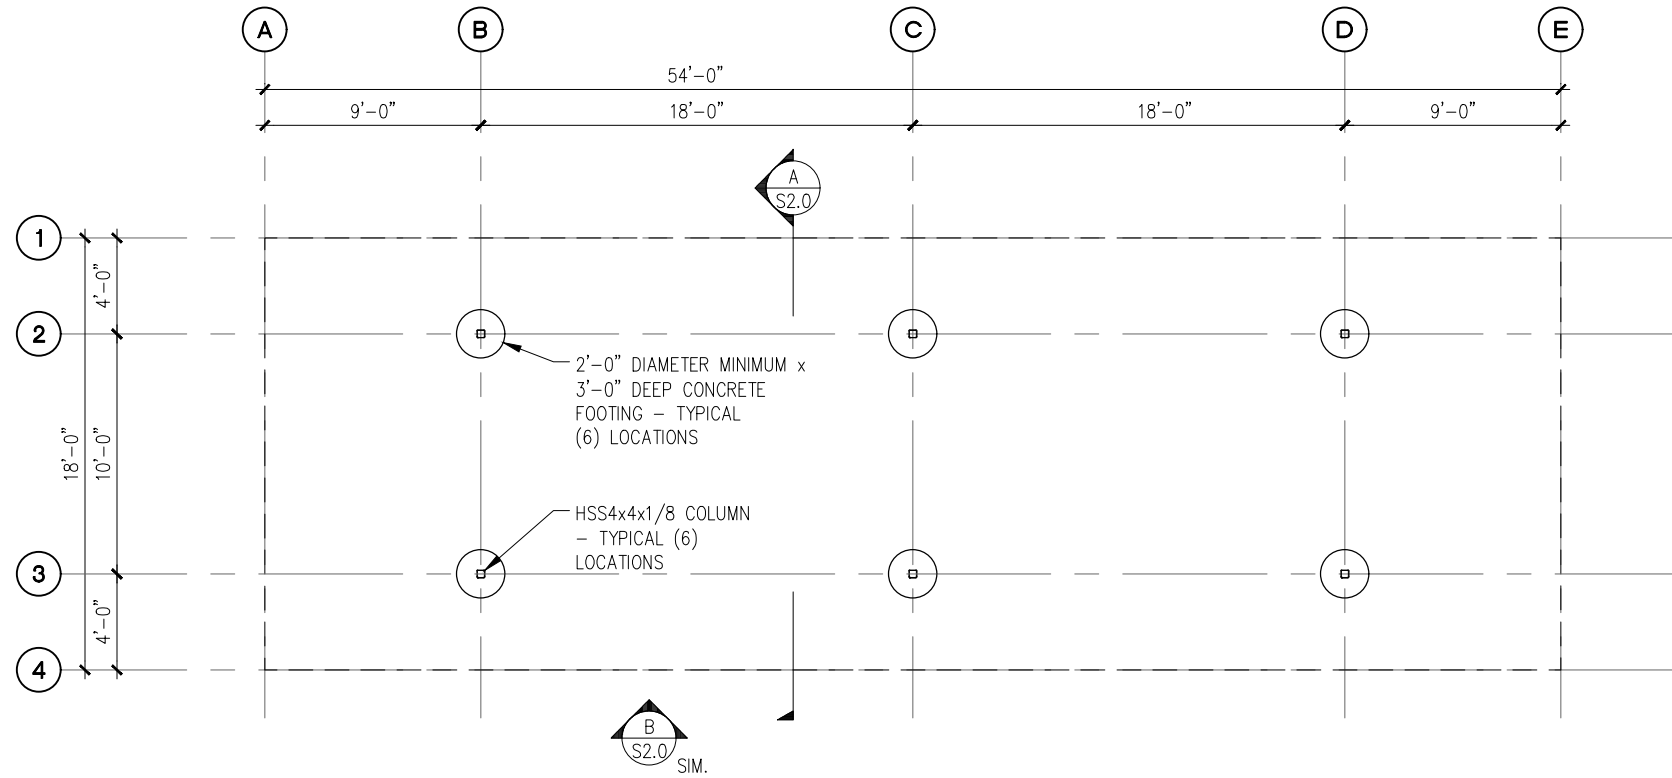 A
B
C
D
E
54'-0"
9'-0"
18'-0"
18'-0"
9'-0"
A
S2.0
1
2
3
4
4'-0"
18'-0"
10'-0"
4'-0"
2'-0" DIAMETER MINIMUM x
3'-0" DEEP CONCRETE
FOOTING - TYPICAL
(6) LOCATIONS
HSS4x4x1/8 COLUMN
- TYPICAL (6)
LOCATIONS
B
S2.0
SIM.